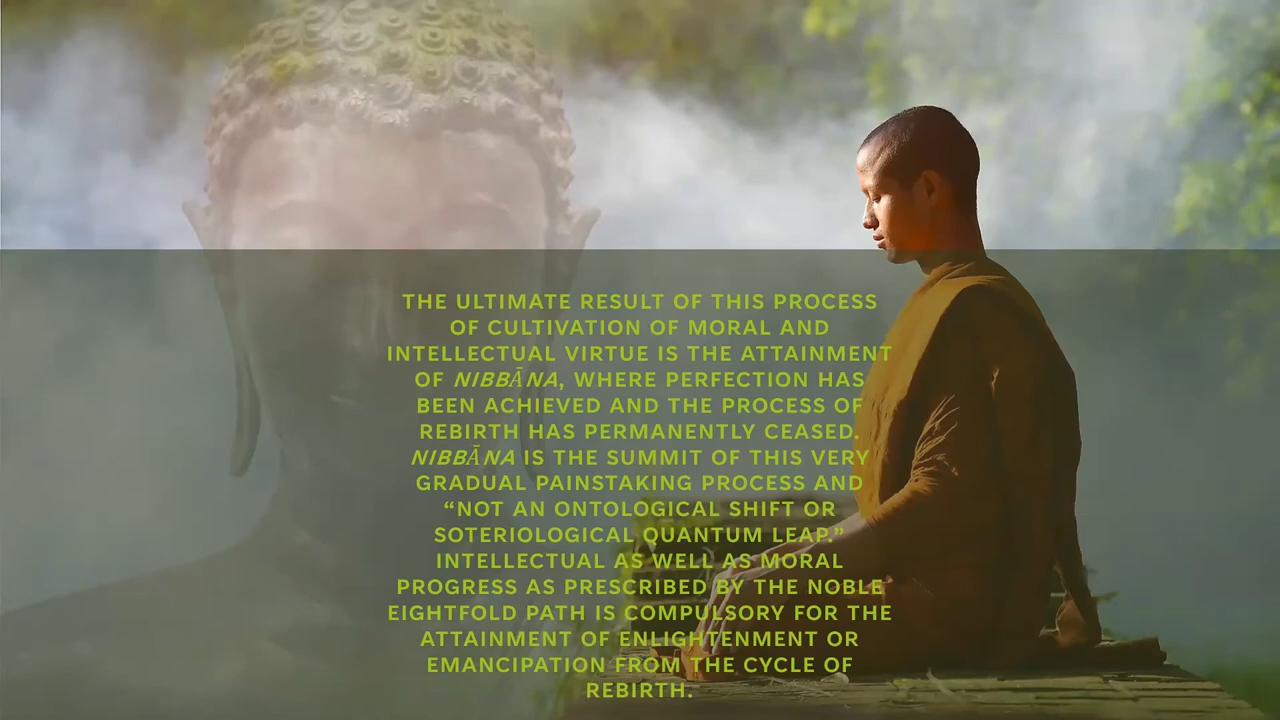 THE ULTIMATE RESULT OF THIS PROCESS
OF CULTIVATION OF MORAL AND
INTELLECTUAL VIRTUE IS THE ATTAINMENT
OF NIBBĀNA, WHERE PERFECTION HAS
BEEN ACHIEVED AND THE PROCESS OF
REBIRTH HAS PERMANENTLY CEASED.
NIBBĀNA IS THE SUMMIT OF THIS VERY
GRADUAL PAINSTAKING PROCESS AND
“NOT AN ONTOLOGICAL SHIFT OR
SOTERIOLOGICAL QUANTUM LEAP.”
INTELLECTUAL AS WELL AS MORAL
PROGRESS AS PRESCRIBED BY THE NOBLE
EIGHTFOLD PATH IS COMPULSORY FOR THE
ATTAINMENT OF ENLIGHTENMENT OR
EMANCIPATION FROM THE CYCLE OF
REBIRTH.